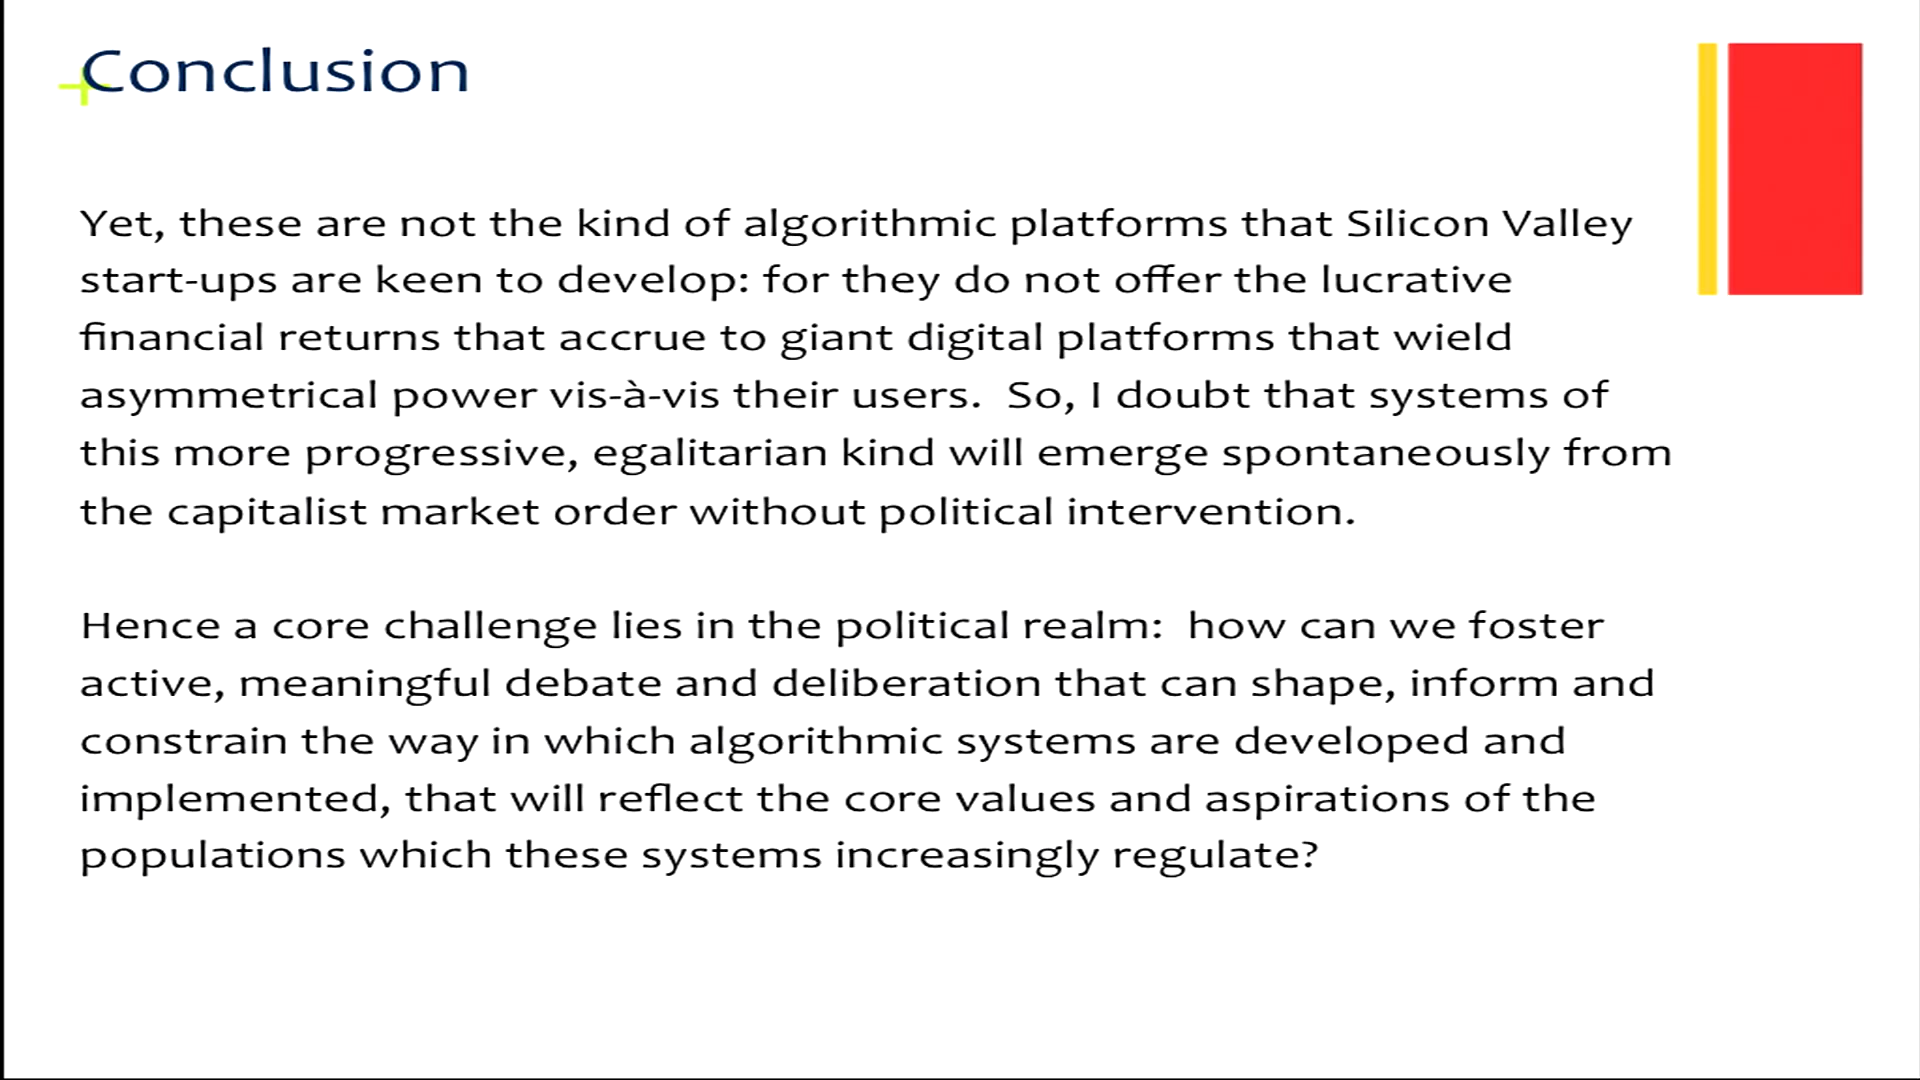 Conclusion
Yet, these are not the kind of algorithmic platforms that Silicon Valley
start-ups are keen to develop: for they do not offer the lucrative
financial returns that accrue to giant digital platforms that wield
asymmetrical power vis-à-vis their users.  So, I doubt that systems of
this more progressive, egalitarian kind will emerge spontaneously from
the capitalist market order without political intervention.
Hence a core challenge lies in the political realm:  how can we foster
active, meaningful debate and deliberation that can shape, inform and
constrain the way in which algorithmic systems are developed and
implemented, that will reflect the core values and aspirations of the
populations which these systems increasingly regulate?